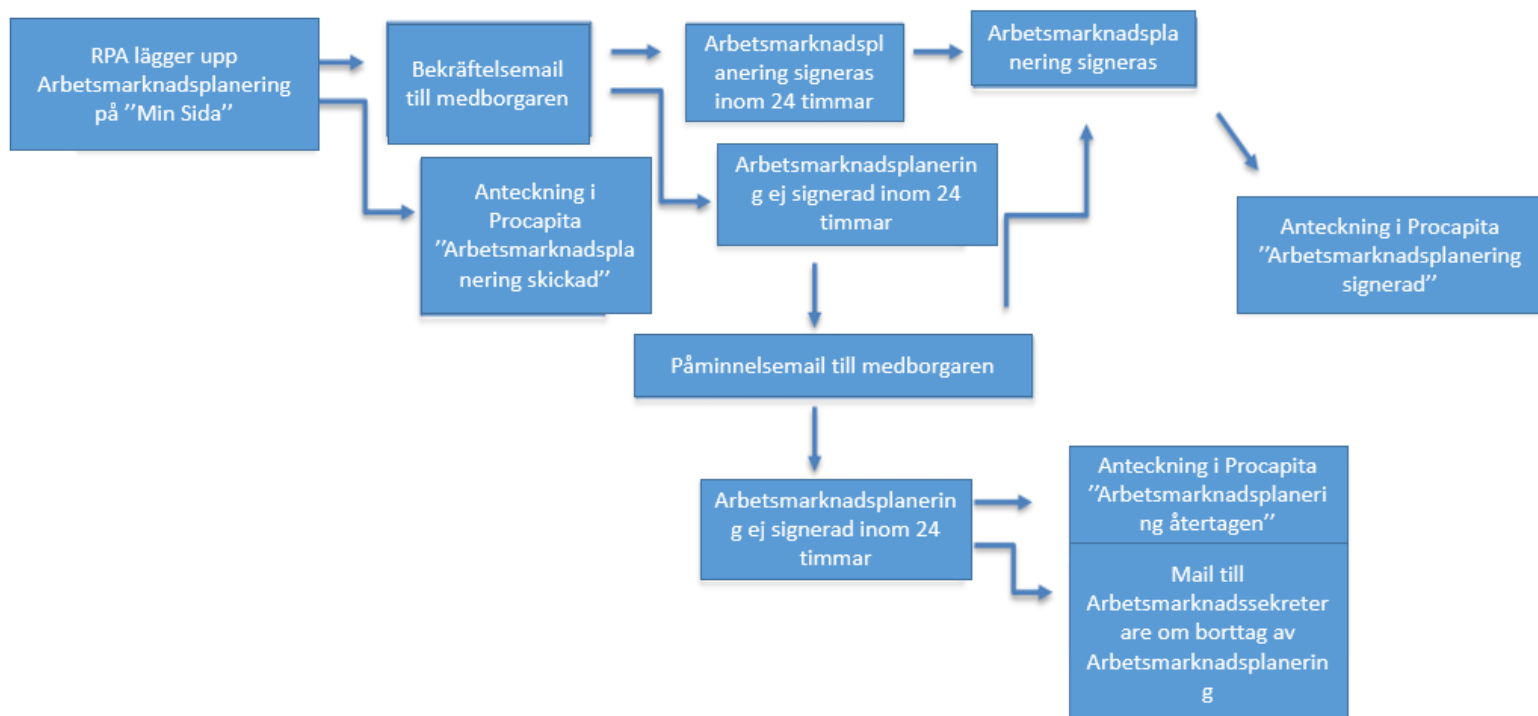 RPA lägger upp
Arbetsmarknadsplanering
på ”Min Sida”
Bekräftelsemail
till medborgaren
Arbetsmarknadspl
anering signeras
inom 24 timmar
Arbetsmarknadspla
nering signeras
Anteckning i
Procapita
”Arbetsmarknadspla
nering skickad”
Arbetsmarknadsplanerin
g ej signerad inom 24
timmar
Anteckning i Procapita
”Arbetsmarknadsplanering
signerad”
Påminnelsemail till medborgaren
Arbetsmarknadsplanerin
g ej signerad inom 24
timmar
Anteckning i Procapita
”Arbetsmarknadsplaneri
ng återtagen”
Mail till
Arbetsmarknadssekreter
are om borttag av
Arbetsmarknadsplanerin
g